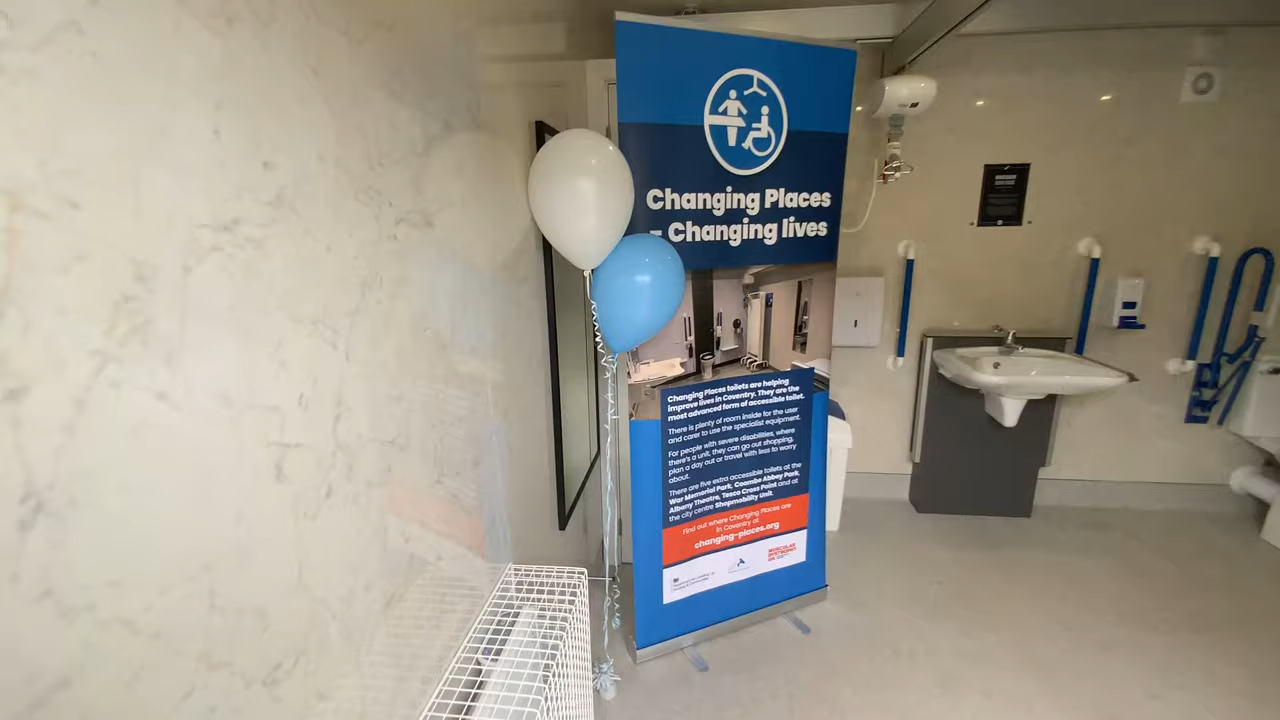 Changing Places
- Changing lives
Changing Places toilets are helping
improve lives in Coventry. They are the
most advanced form of accessible toilet.
There is plenty of room inside for the user
and carer to use the specialist equipment.
For people with severe disabilities, where
there's a unit, they can go out shopping,
plan a day out or travel with less to worry
about.
There are five extra accessible toilets at the
War Memorial Park, Coombe Abbey Park,
Albany Theatre, Tesco Cross Point and at
the city centre Shopmobility Unit.
Find out where Changing Places are
in Coventry at
changing-places.org
MUSCULAR
DYSTROPHY
UK